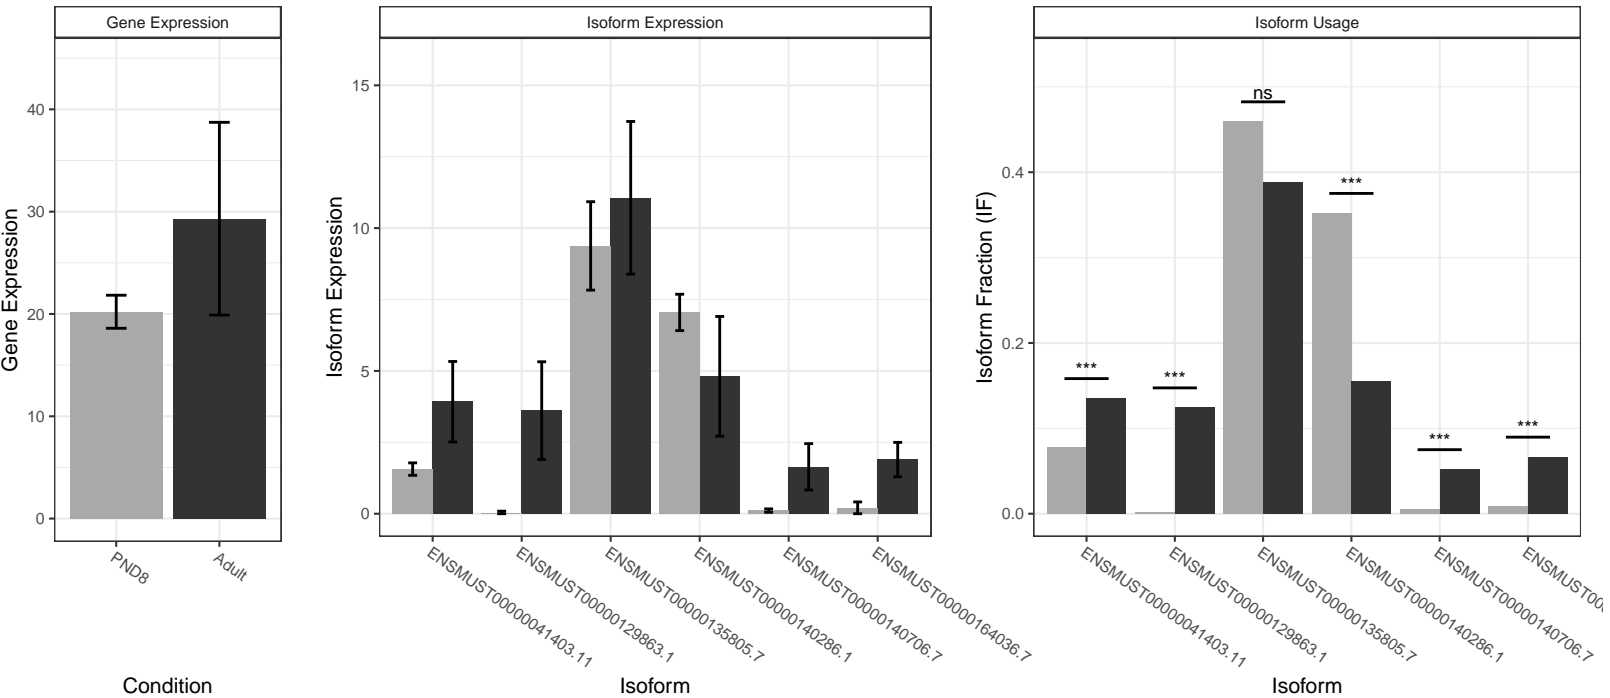 Gene Expression
Gene Expression
40
30
20
10
0
PND8
Adult
Condition
Isoform Expression
Isoform Expression
15
10
5
0
ENSMUST00000041403.11
ENSMUST00000129863.1
ENSMUST00000135805.7
ENSMUST00000140286.1
ENSMUST00000140706.7
ENSMUST00000164036.7
Isoform
Isoform Usage
Isoform Fraction (IF)
0.4
0.2
0.0
***
***
ns
***
***
***
ENSMUST00000041403.11
ENSMUST00000129863.1
ENSMUST00000135805.7
ENSMUST00000140286.1
ENSMUST00000140706.7
Isoform